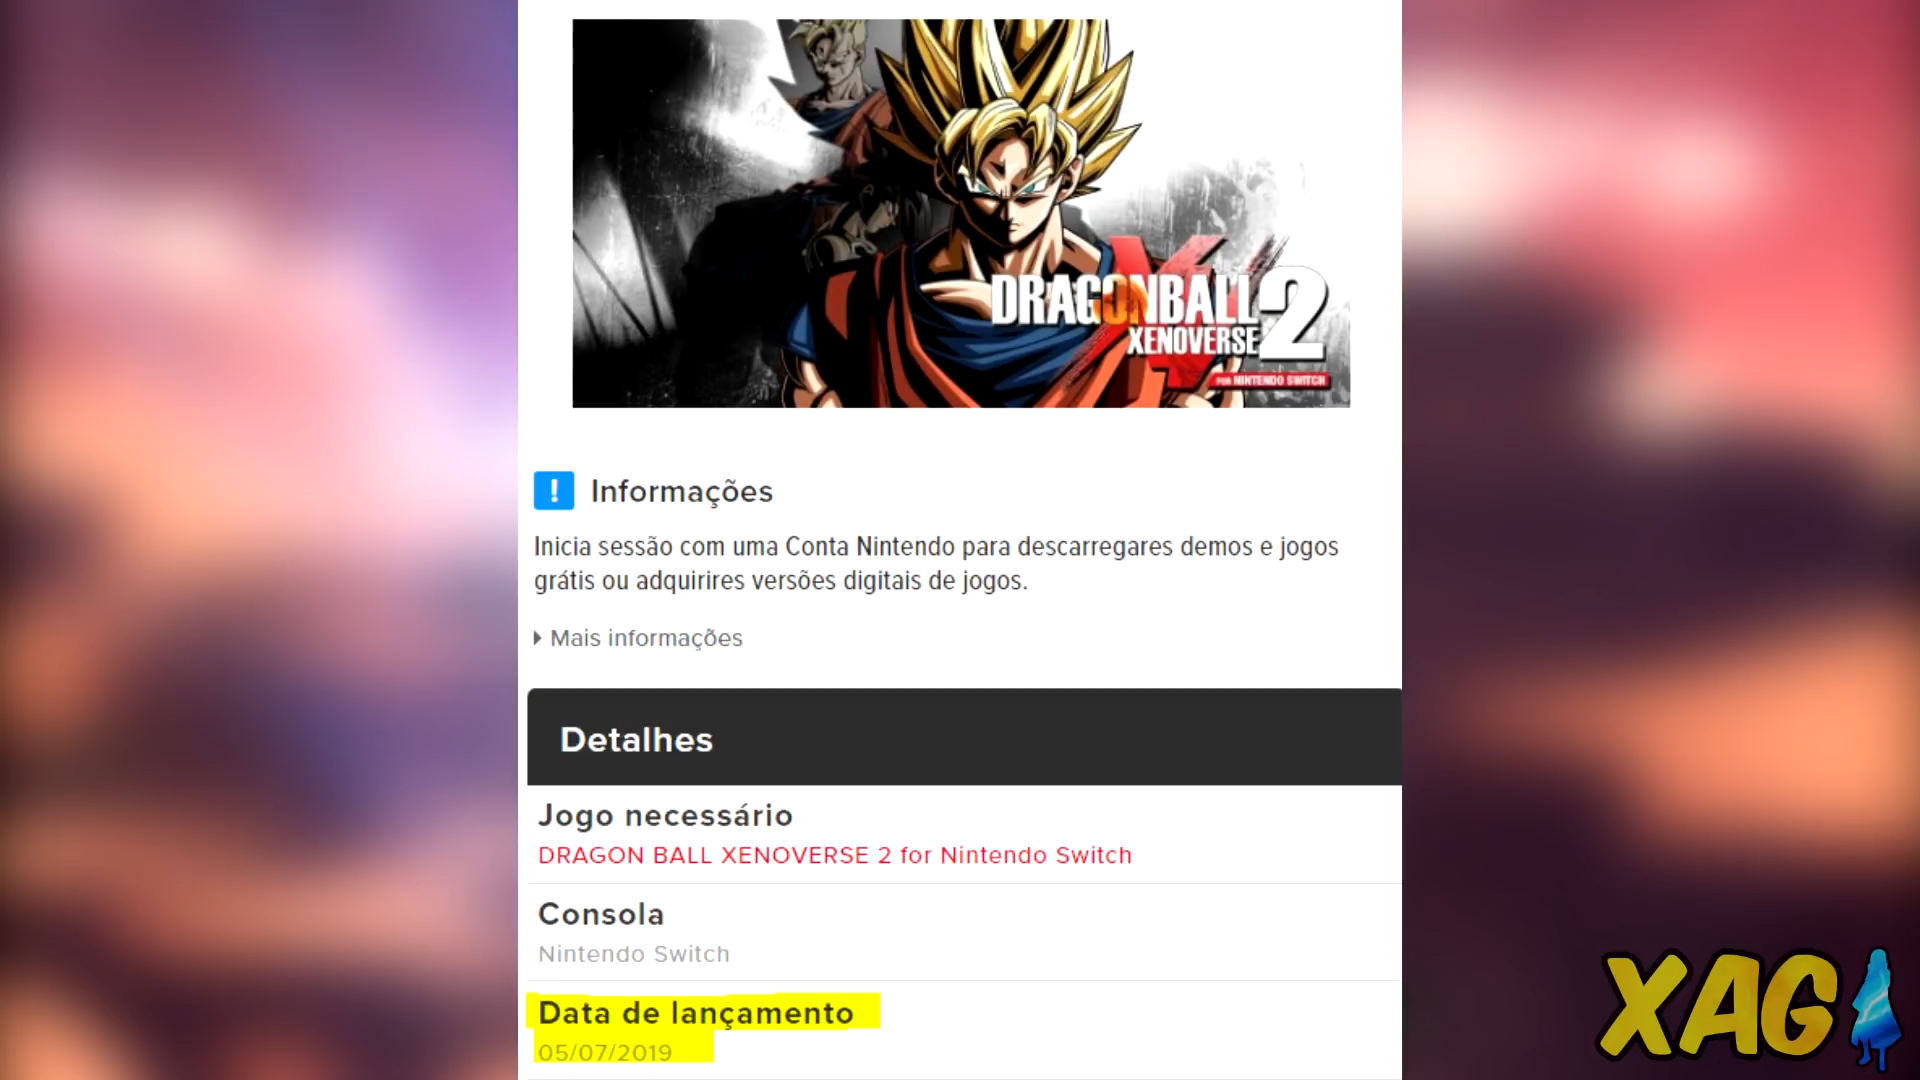 DRAGON BALL
XENOVERSE 2
FOR NINTENDO SWITCH
! Informações
Inicia sessão com uma Conta Nintendo para descarregares demos e jogos
grátis ou adquirires versões digitais de jogos.
Mais informações
Detalhes
Jogo necessário
DRAGON BALL XENOVERSE 2 for Nintendo Switch
Consola
Nintendo Switch
Data de lançamento
05/07/2019
XAG